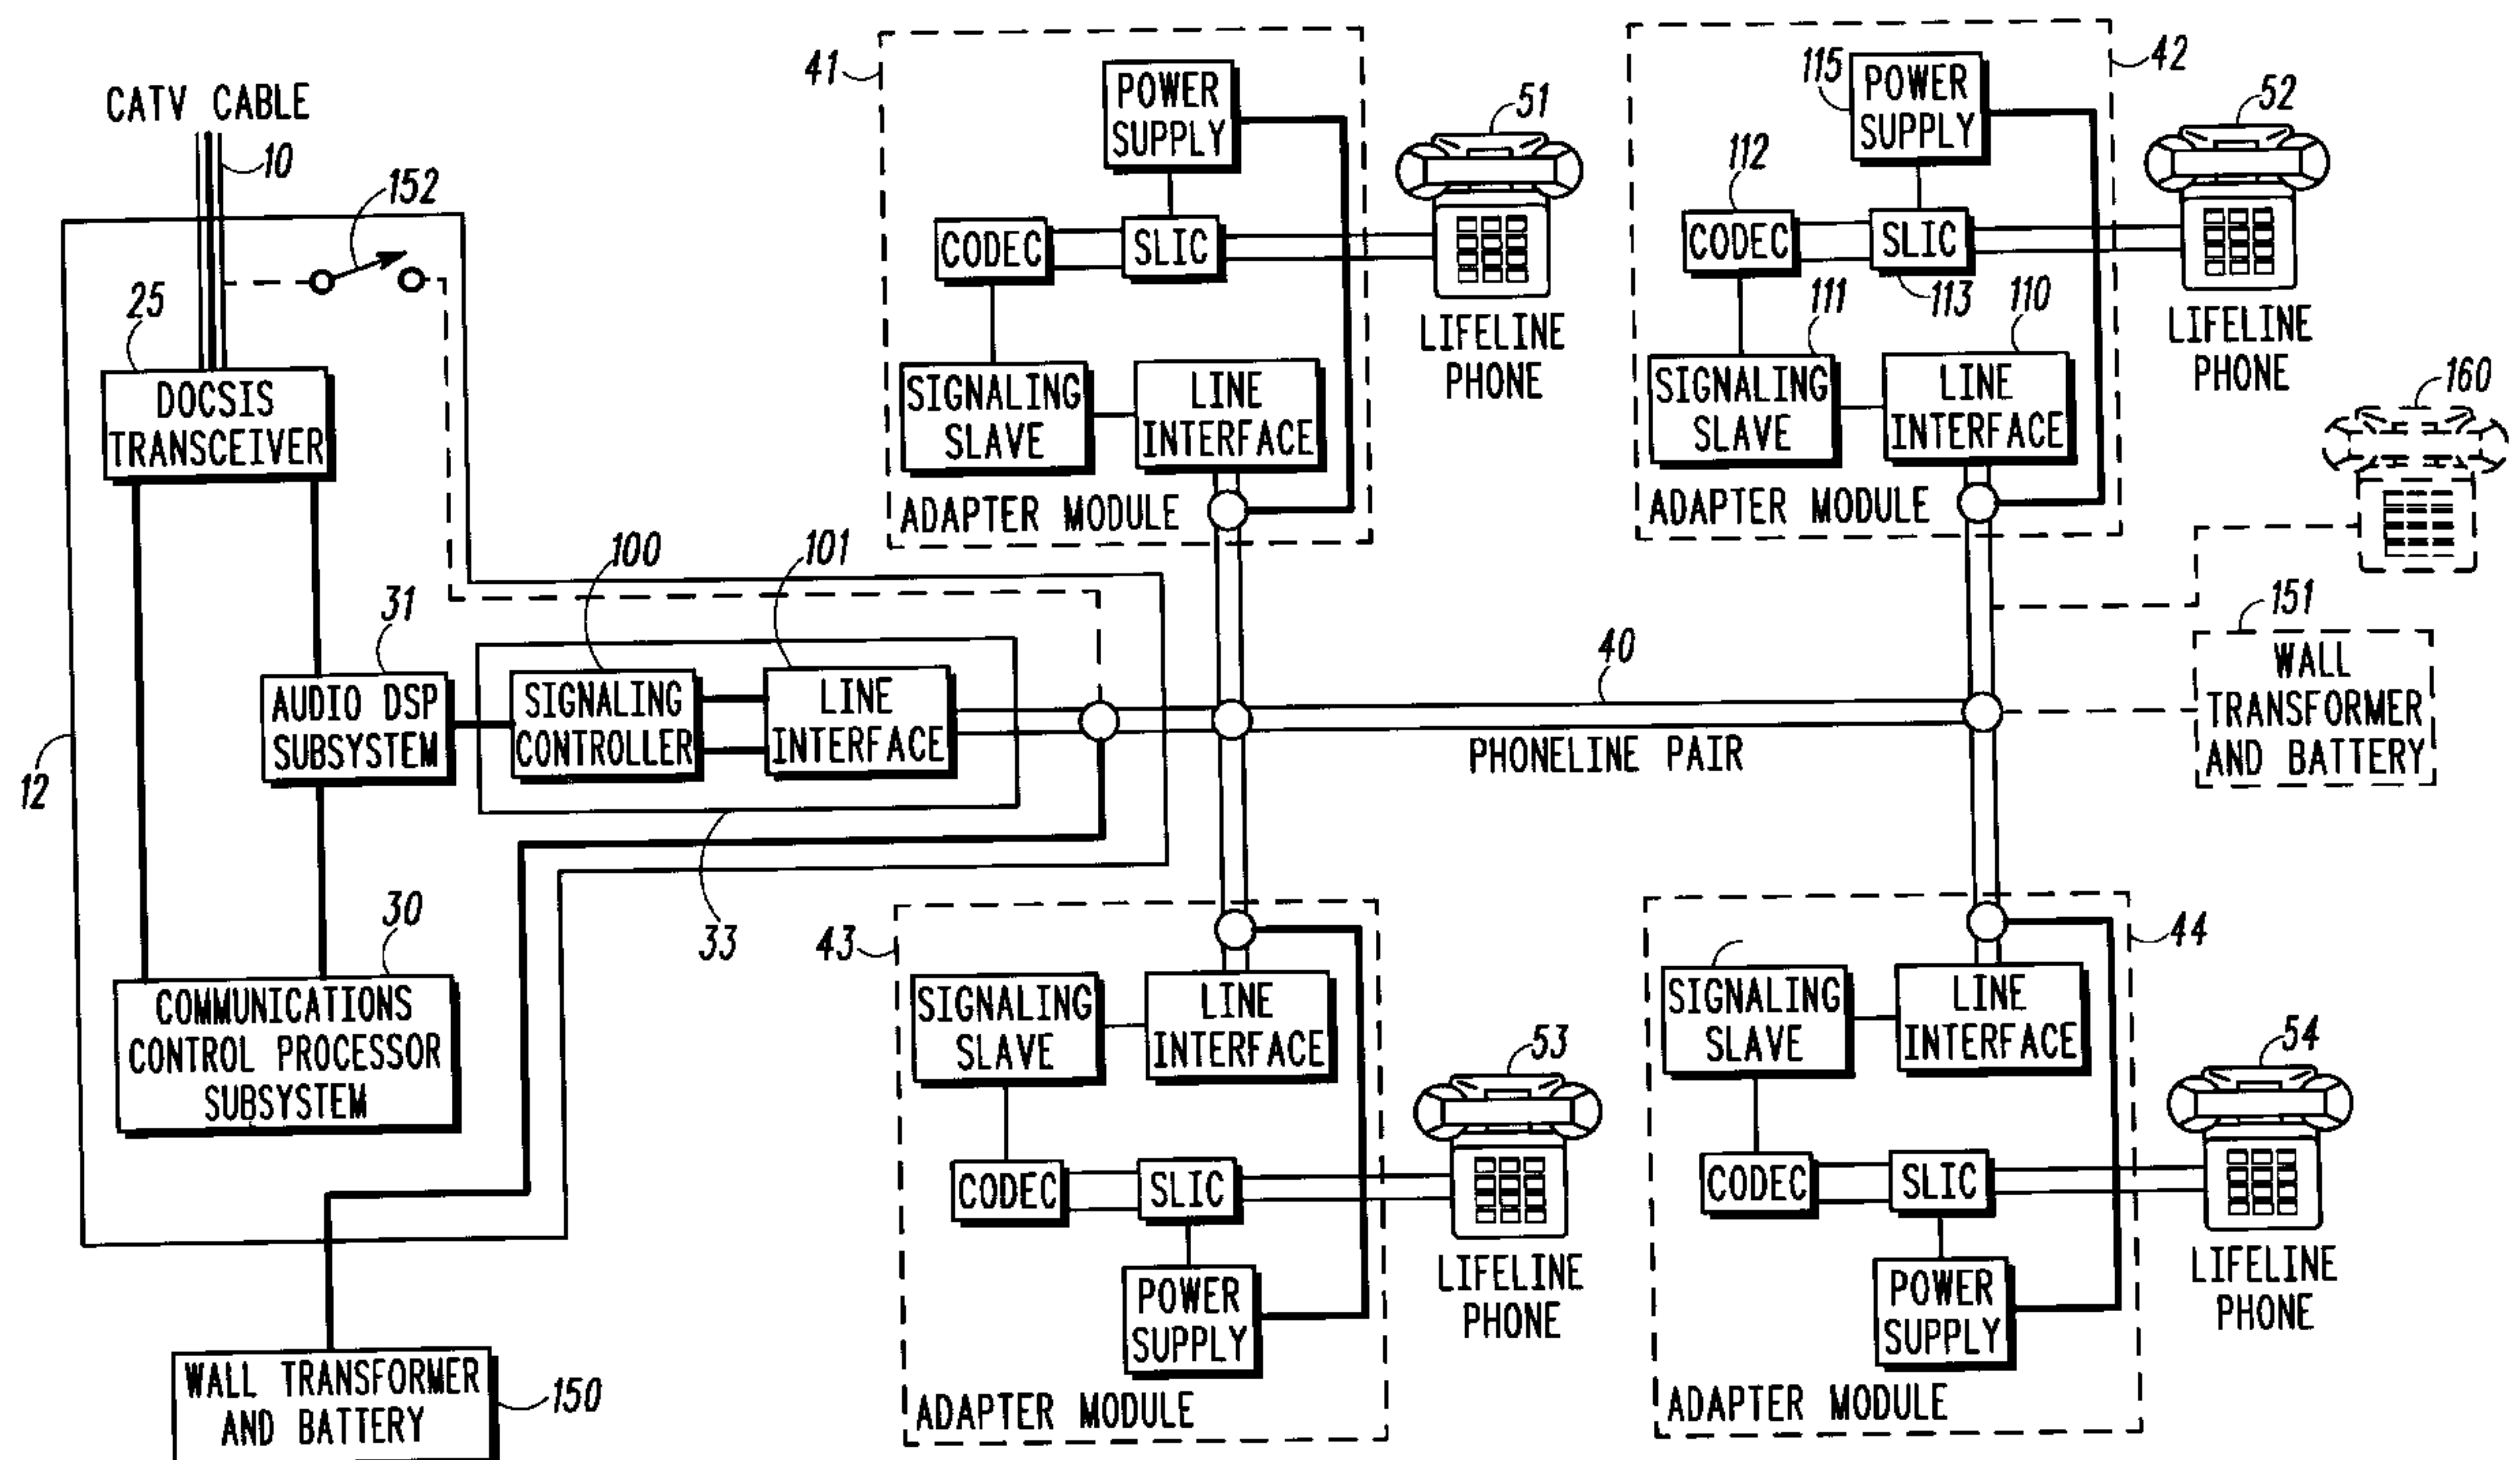 CATV CABLE
10
152
25
DOCSIS
TRANSCEIVER
12
31
AUDIO DSP
SUBSYSTEM
100
SIGNALING
CONTROLLER
101
LINE
INTERFACE
33
30
COMMUNICATIONS
CONTROL PROCESSOR
SUBSYSTEM
WALL TRANSFORMER
AND BATTERY
150
41
POWER
SUPPLY
CODEC
SLIC
SIGNALING
SLAVE
LINE
INTERFACE
ADAPTER MODULE
51
LIFELINE
PHONE
42
115
POWER
SUPPLY
112
CODEC
SLIC
113
111
SIGNALING
SLAVE
110
LINE
INTERFACE
ADAPTER MODULE
52
LIFELINE
PHONE
160
151
WALL
TRANSFORMER
AND BATTERY
40
PHONELINE PAIR
43
SIGNALING
SLAVE
LINE
INTERFACE
CODEC
SLIC
POWER
SUPPLY
ADAPTER MODULE
53
LIFELINE
PHONE
44
SIGNALING
SLAVE
LINE
INTERFACE
CODEC
SLIC
POWER
SUPPLY
ADAPTER MODULE
54
LIFELINE
PHONE